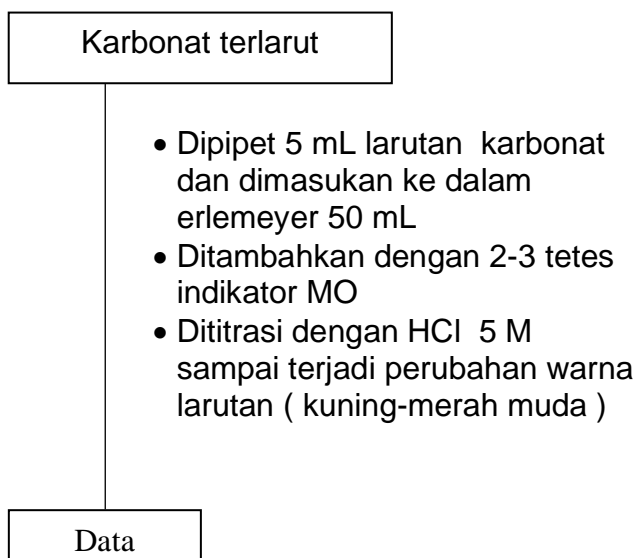 Karbonat terlarut
• Dipipet 5 mL larutan karbonat
dan dimasukan ke dalam
erlemeyer 50 mL
• Ditambahkan dengan 2-3 tetes
indikator MO
• Dititrasi dengan HCl 5 M
sampai terjadi perubahan warna
larutan ( kuning-merah muda )
Data